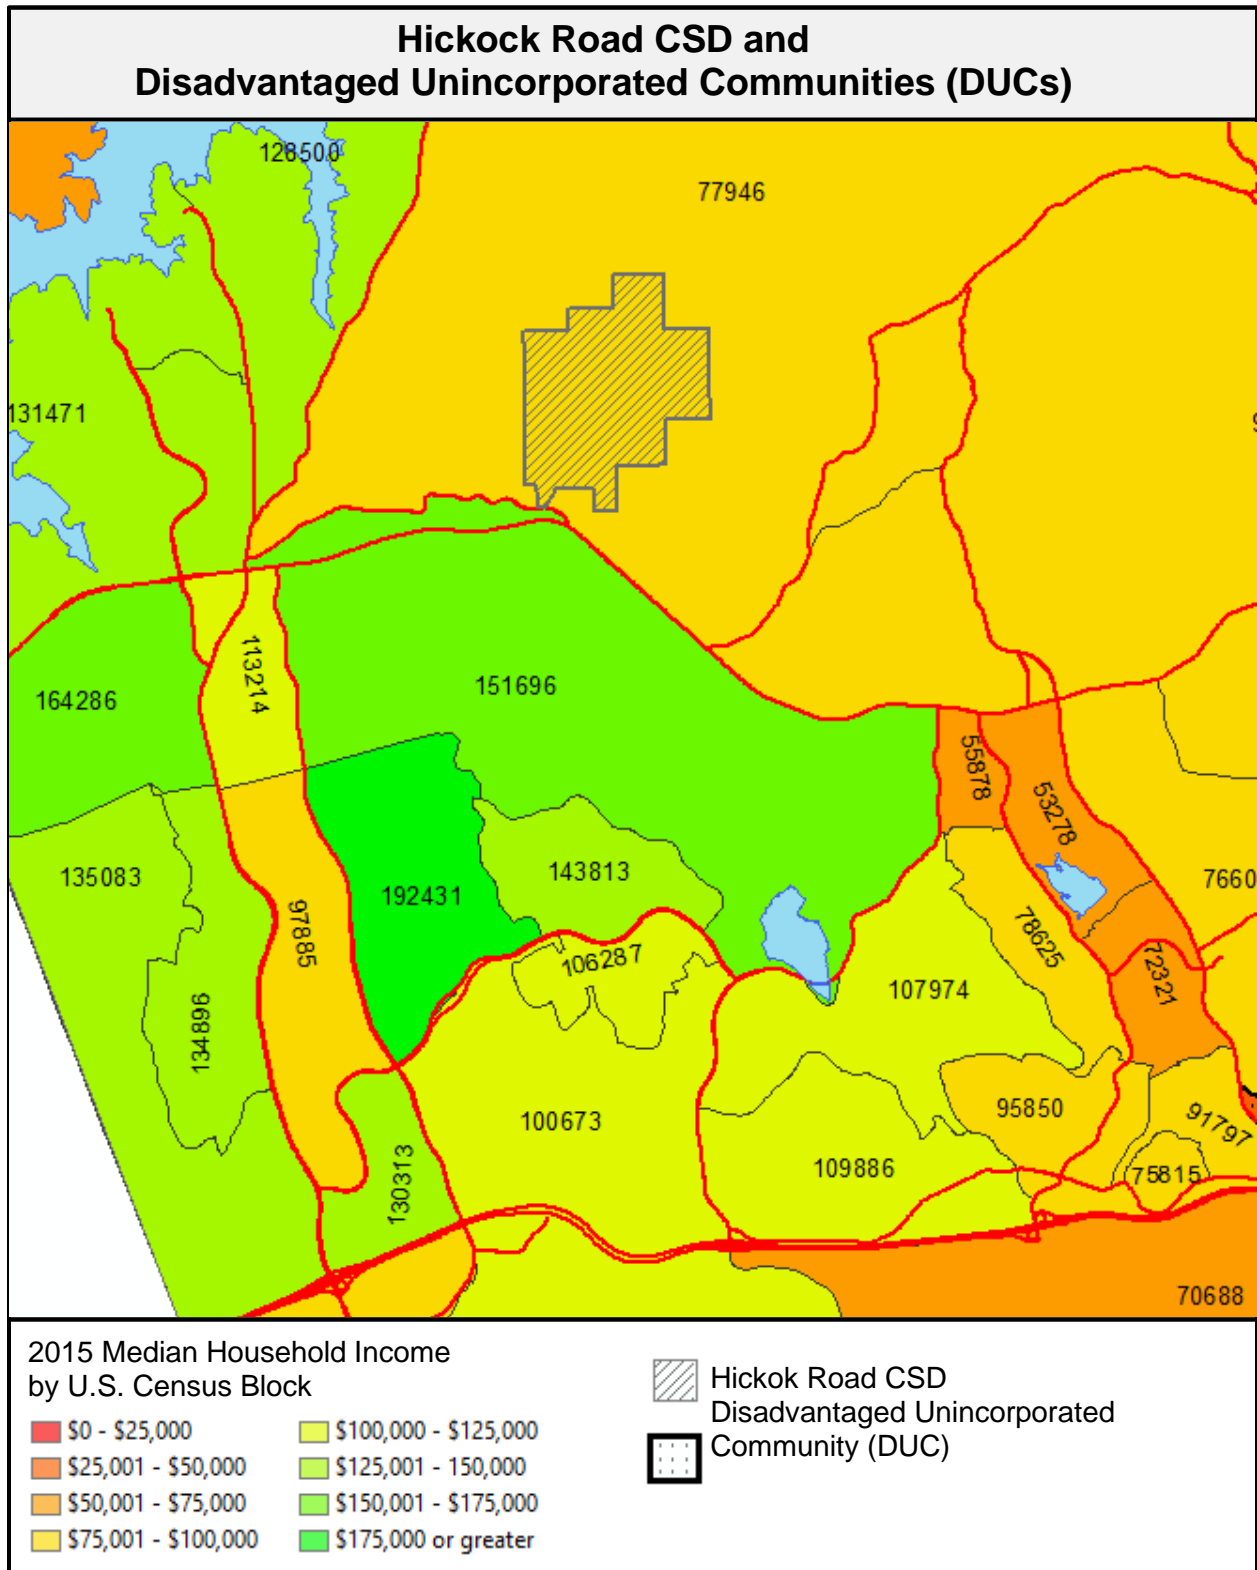 Hickock Road CSD and
Disadvantaged Unincorporated Communities (DUCs)
128500
77946
131471
113214
164286
151696
55878
53278
135083
192431
143813
7660
97885
78625
106287
72321
107974
134896
95850
100673
91797
109886
75815
130313
70688
2015 Median Household Income
by U.S. Census Block
$0 - $25,000
$25,001 - $50,000
$50,001 - $75,000
$75,001 - $100,000
$100,000 - $125,000
$125,001 - 150,000
$150,001 - $175,000
$175,000 or greater
Hickok Road CSD
Disadvantaged Unincorporated
Community (DUC)